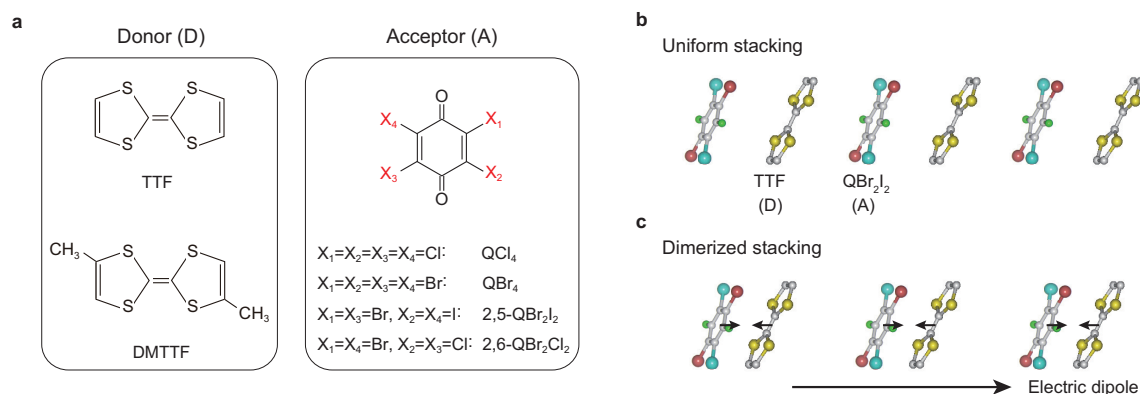 a
Donor (D)
S S
S S
TTF
CH₃
S S
S S
CH₃
DMTTF
Acceptor (A)
O
X₄ X₁
X₃ X₂
O
X₁=X₂=X₃=X₄=Cl: QCl₄
X₁=X₂=X₃=X₄=Br: QBr₄
X₁=X₃=Br, X₂=X₄=I: 2,5-QBr₂I₂
X₁=X₄=Br, X₂=X₃=Cl: 2,6-QBr₂Cl₂
b
Uniform stacking
TTF QBr₂I₂
(D) (A)
c
Dimerized stacking
Electric dipole